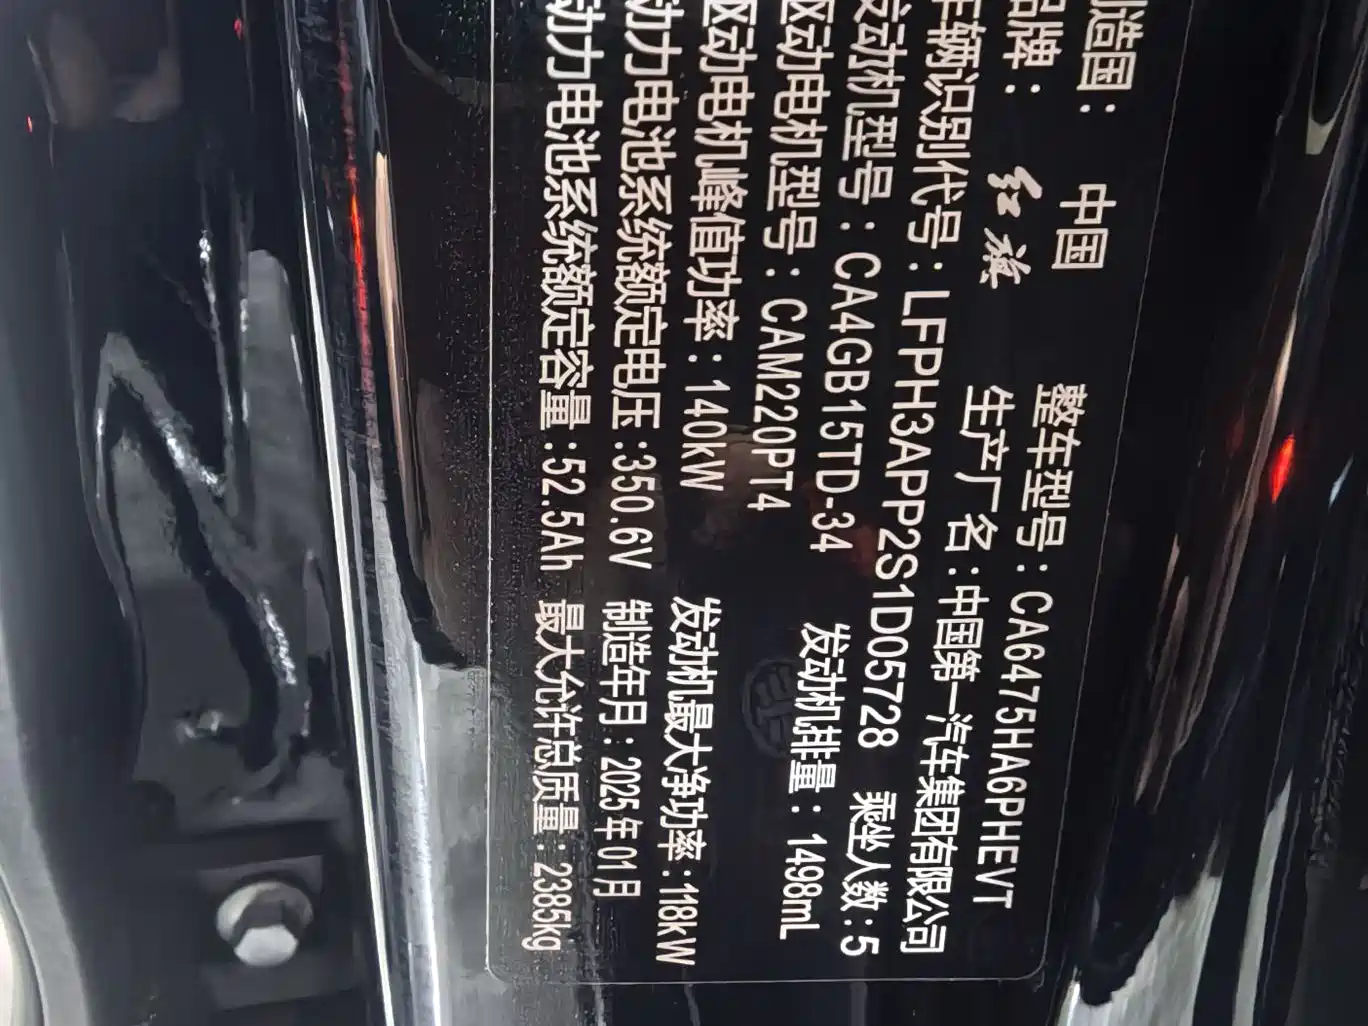 制造国: 中国 整车型号: CA6475HA6PHEVT
品牌: 红旗 生产厂名:中国第一汽车集团有限公司
车辆识别代号:LFPH3APP2S1D05728 乘坐人数:5
发动机型号:CA4GB15TD-34 发动机排量: 1498mL
驱动电机型号:CAM220PT4
驱动电机峰值功率:140kW 发动机最大净功率:118kW
动力电池系统额定电压:350.6V 制造年月:2025年01月
动力电池系统额定容量:52.5Ah 最大允许总质量:2385kg